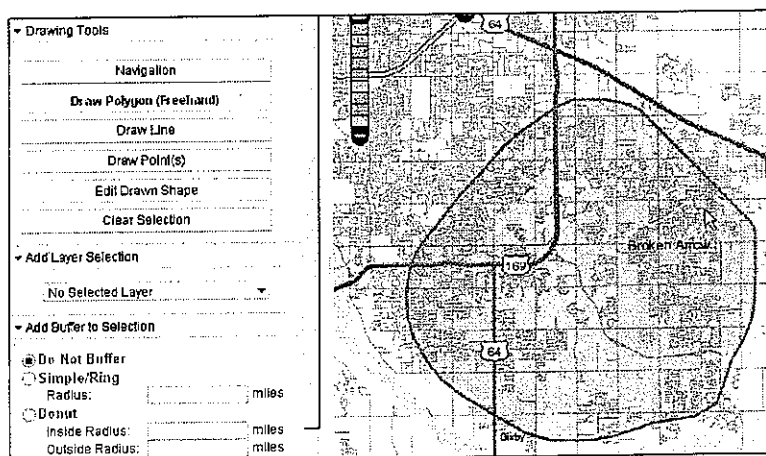 Drawing Tools
Navigation
Draw Polygon (Freehand)
Draw Line
Draw Point(s)
Edit Drawn Shape
Clear Selection
Add Layer Selection
No Selected Layer
Add Buffer to Selection
Do Not Buffer
Simple/Ring
Radius: miles
Donut
Inside Radius: miles
Outside Radius: miles
64
Broken Arrow
169
64
Bixby